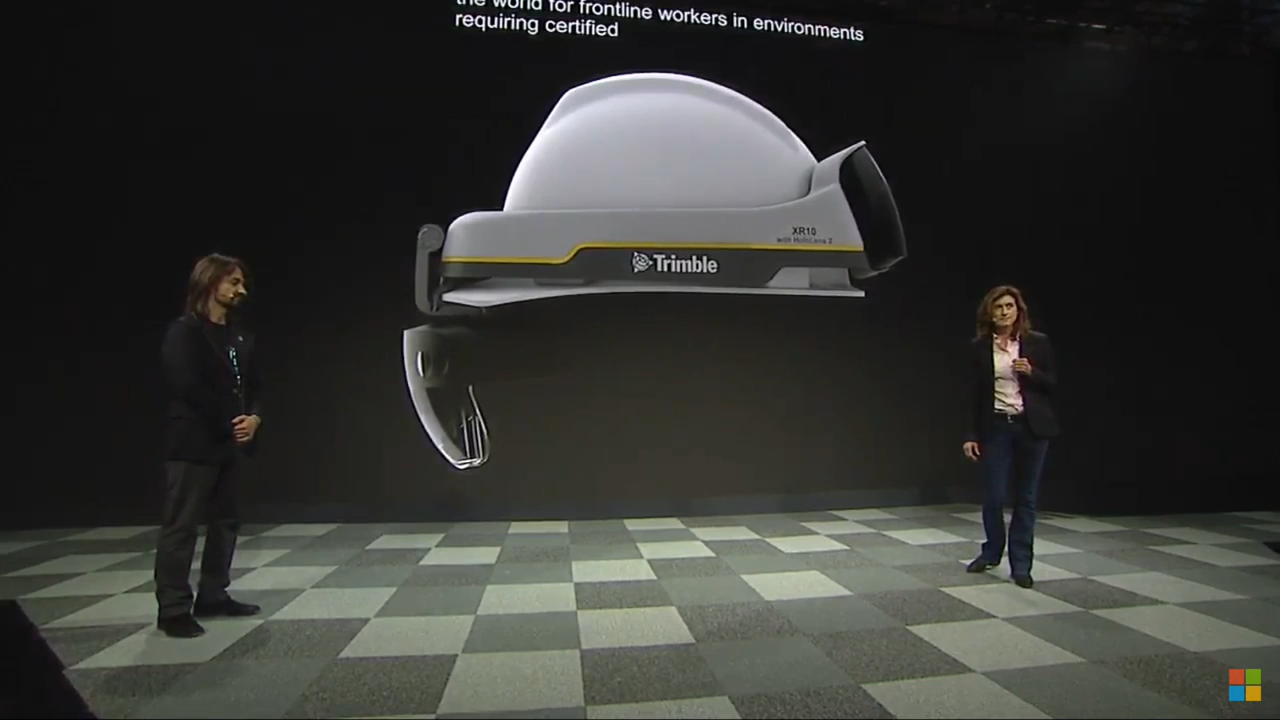 the world for frontline workers in environments
requiring certified
XR10
with HoloLens 2
Trimble